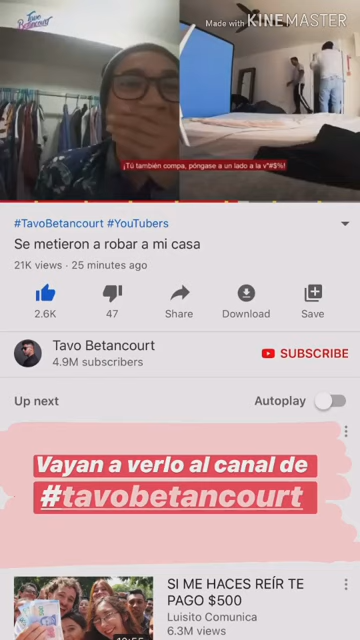 Tavo
Betancourt
Made with KINEMASTER
¡Tú también compa, póngase a un lado a la v*#$%!
#TavoBetancourt #YouTubers
Se metieron a robar a mi casa
21K views · 25 minutes ago
2.6K
47
Share
Download
Save
Tavo Betancourt
4.9M subscribers
SUBSCRIBE
Up next
Autoplay
Vayan a verlo al canal de
#tavobetancourt
SI ME HACES REÍR TE
PAGO $500
Luisito Comunica
6.3M views